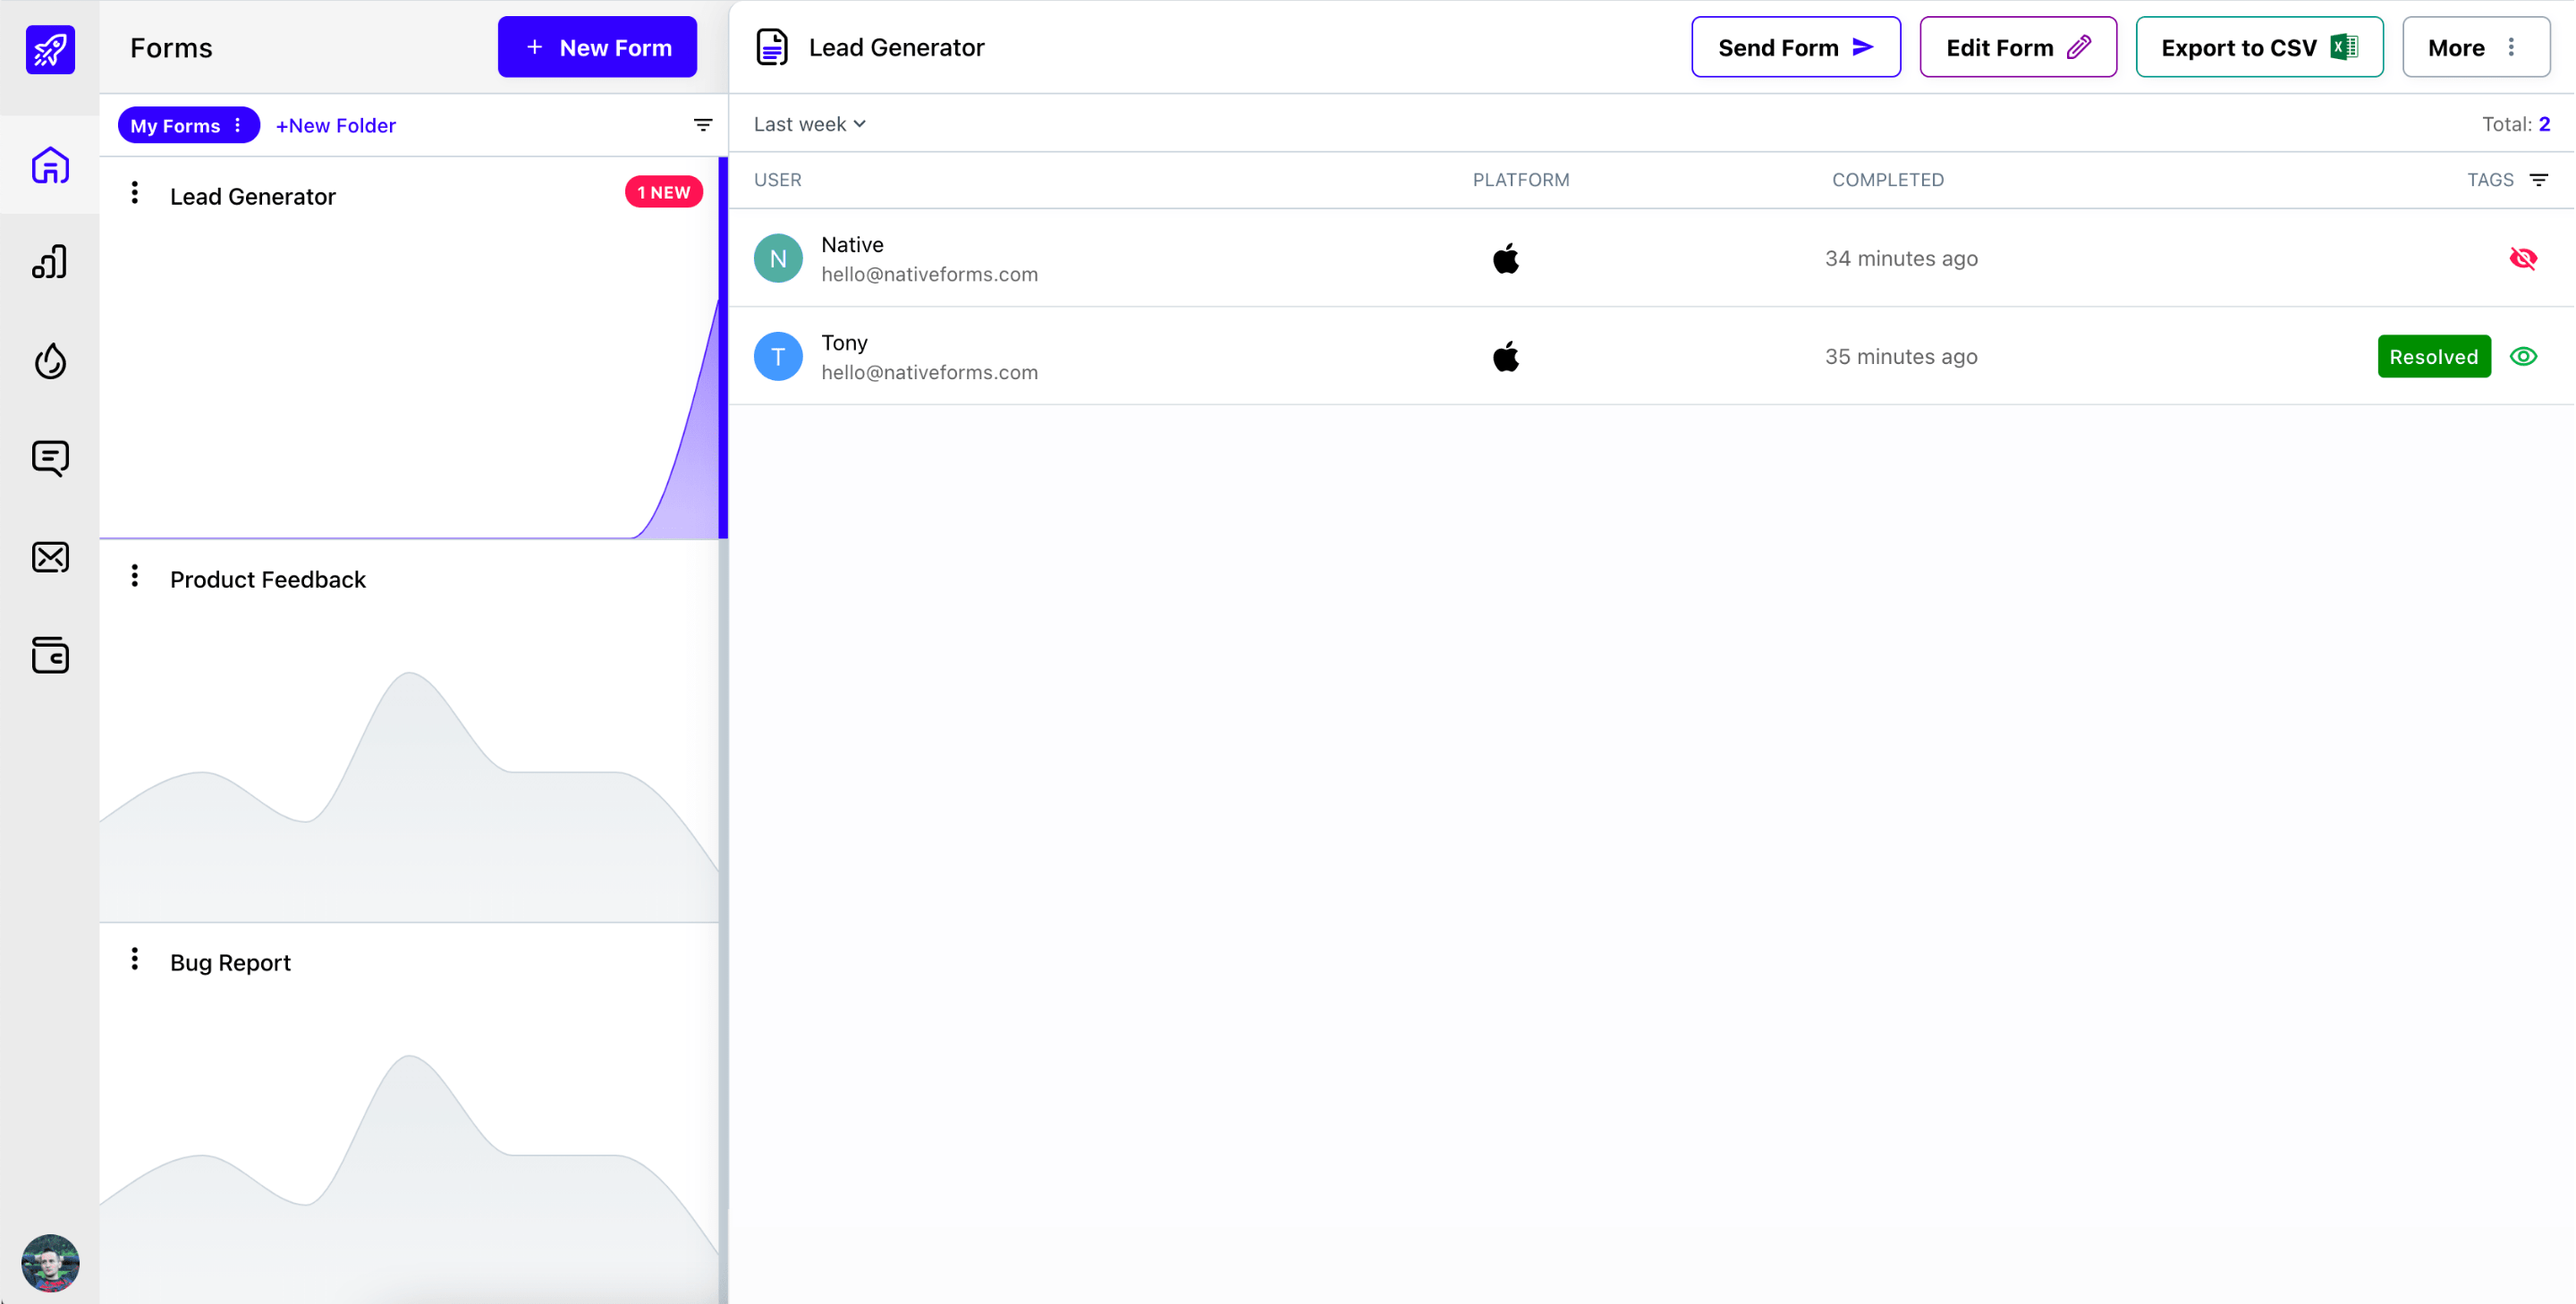 Forms
+ New Form
My Forms
+New Folder
Lead Generator
1 NEW
Product Feedback
Bug Report
Lead Generator
Send Form
Edit Form
Export to CSV
More
Last week
Total: 2
USER
PLATFORM
COMPLETED
TAGS
N
Native
hello@nativeforms.com
34 minutes ago
T
Tony
hello@nativeforms.com
35 minutes ago
Resolved